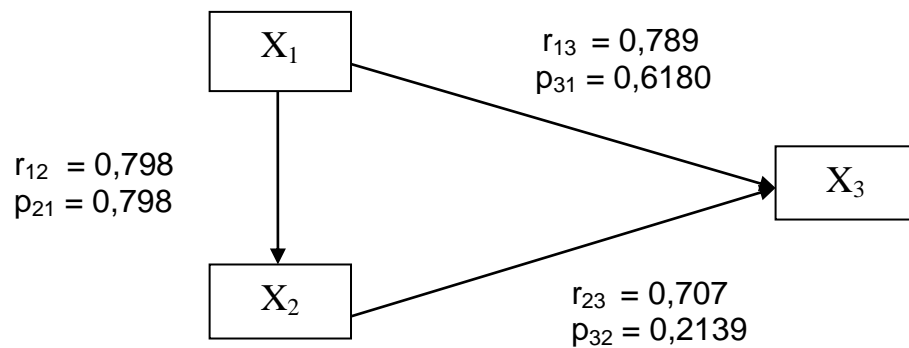 X₁
r₁₃ = 0,789
p₃₁ = 0,6180
r₁₂ = 0,798
p₂₁ = 0,798
X₃
X₂
r₂₃ = 0,707
p₃₂ = 0,2139